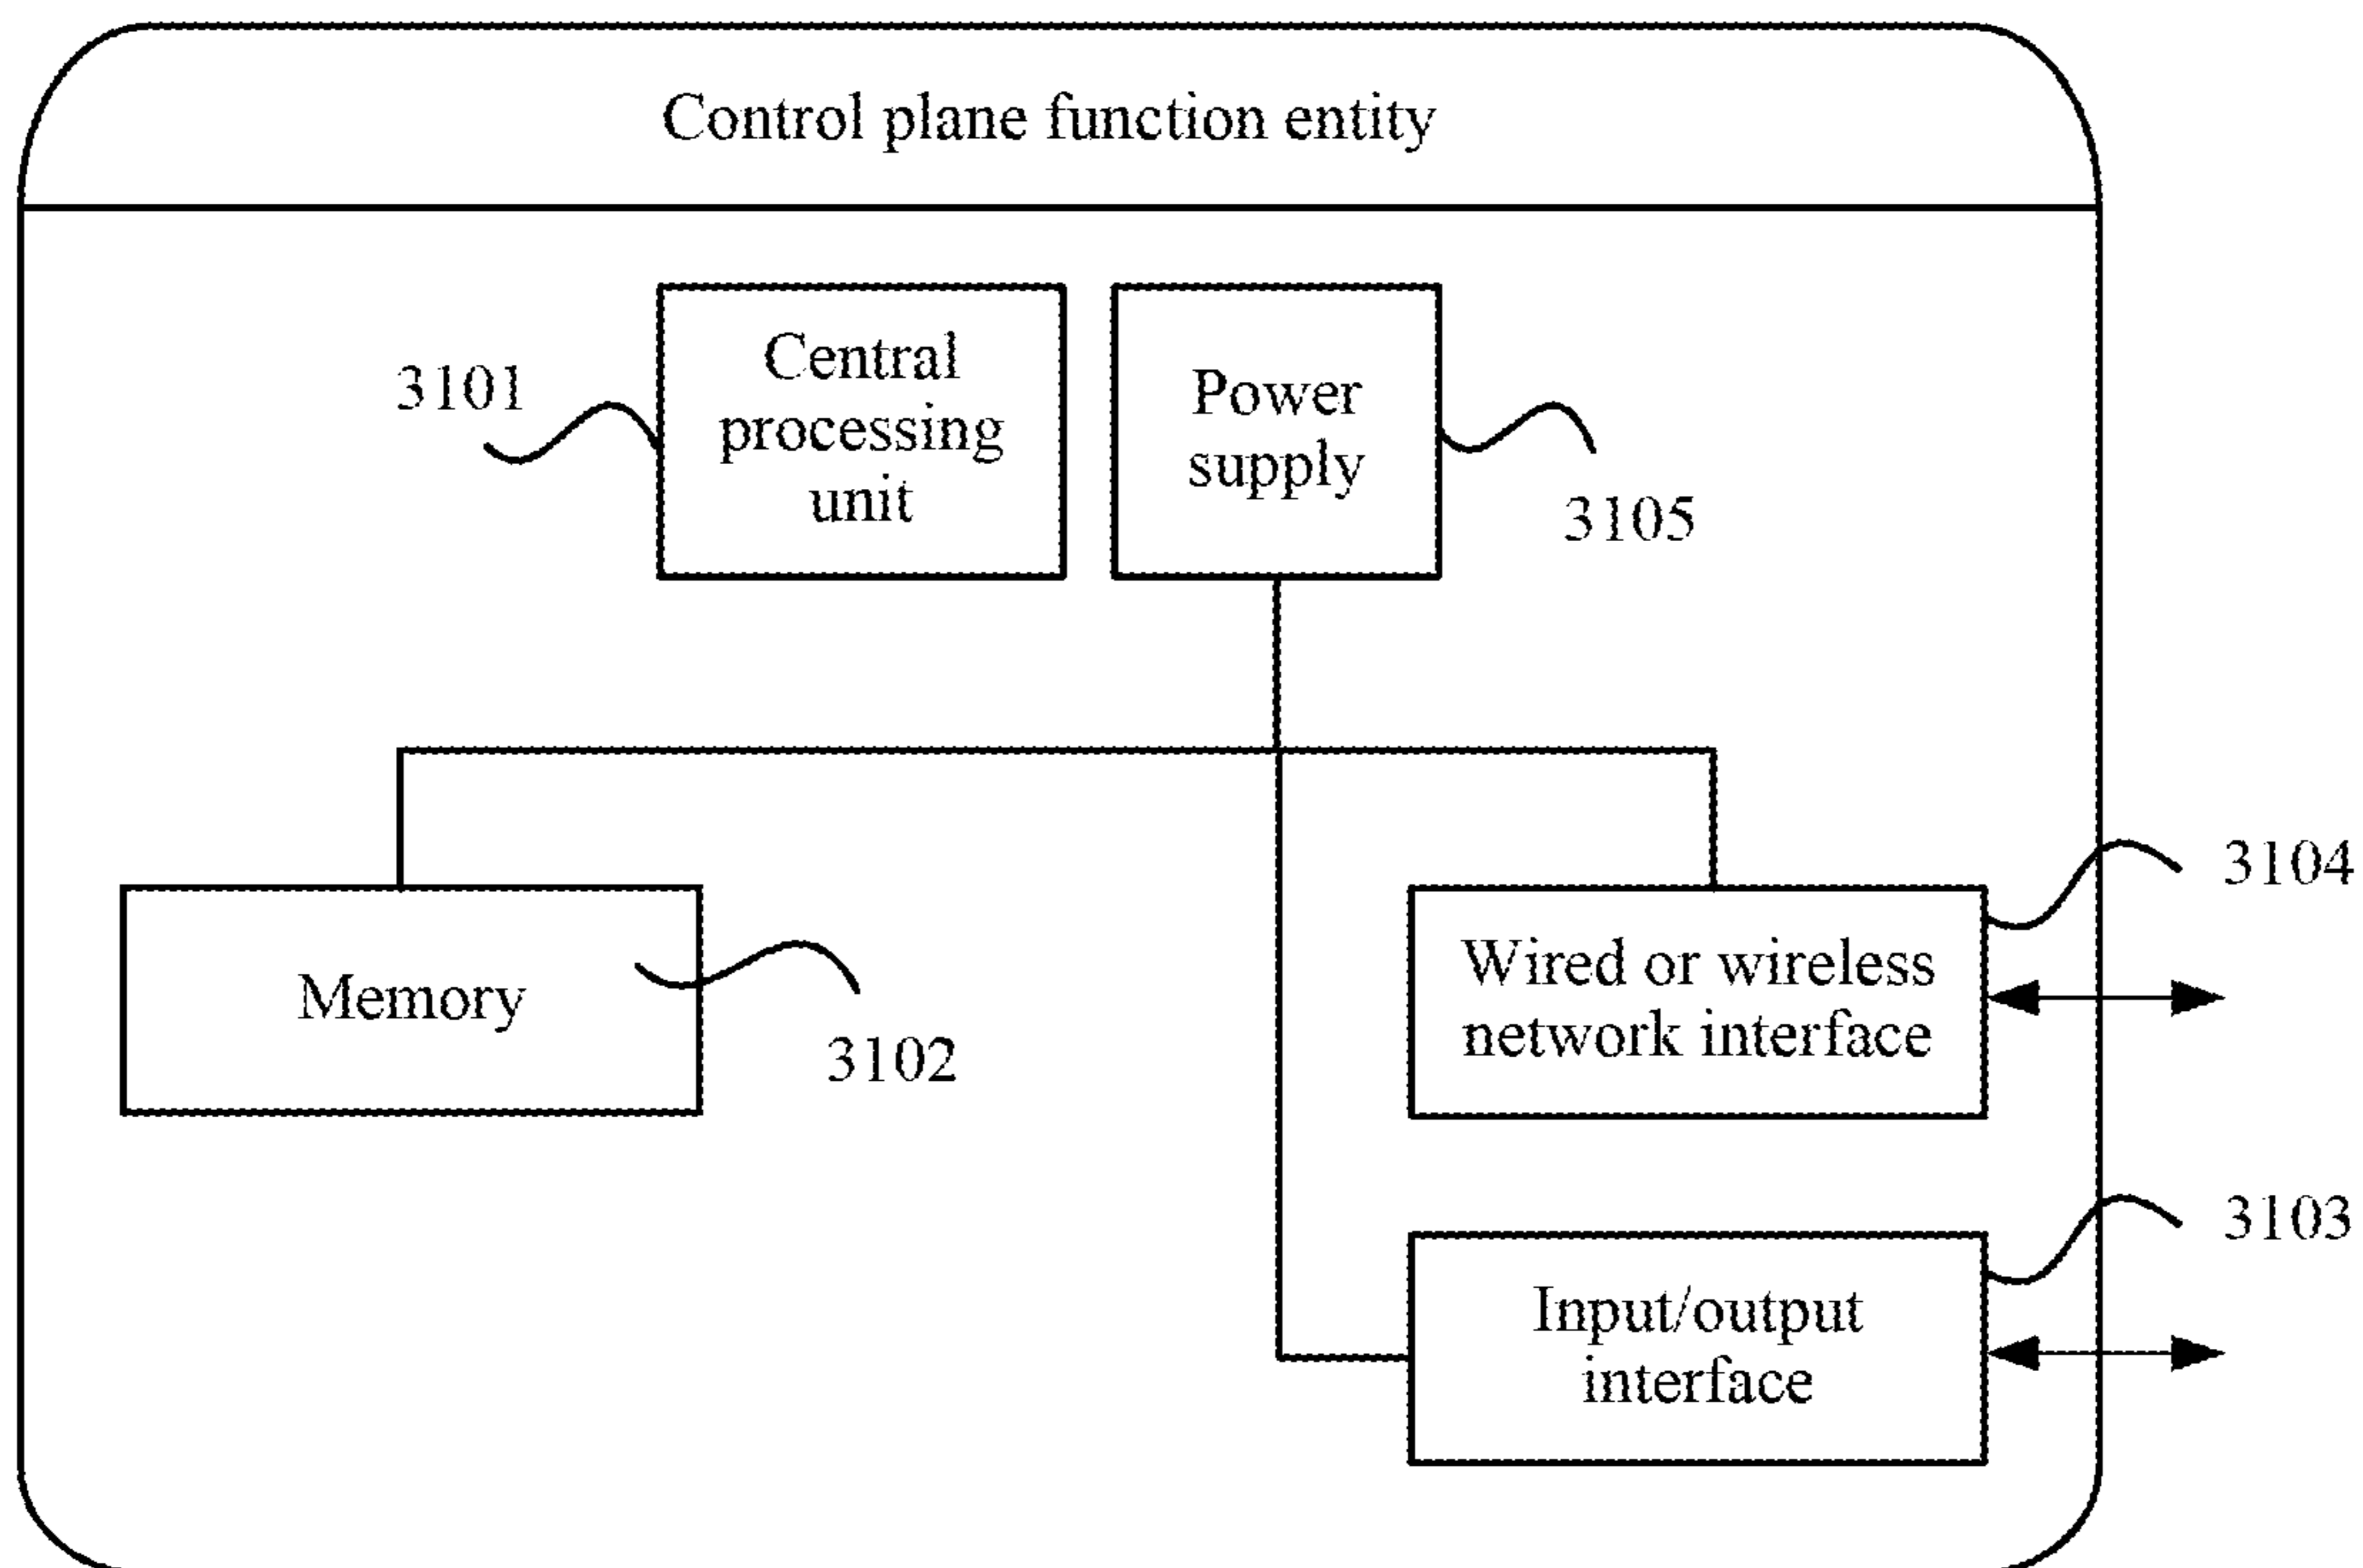 Control plane function entity
3101
Central
processing
unit
Power
supply
3105
3104
Wired or wireless
network interface
Memory
3102
3103
Input/output
interface